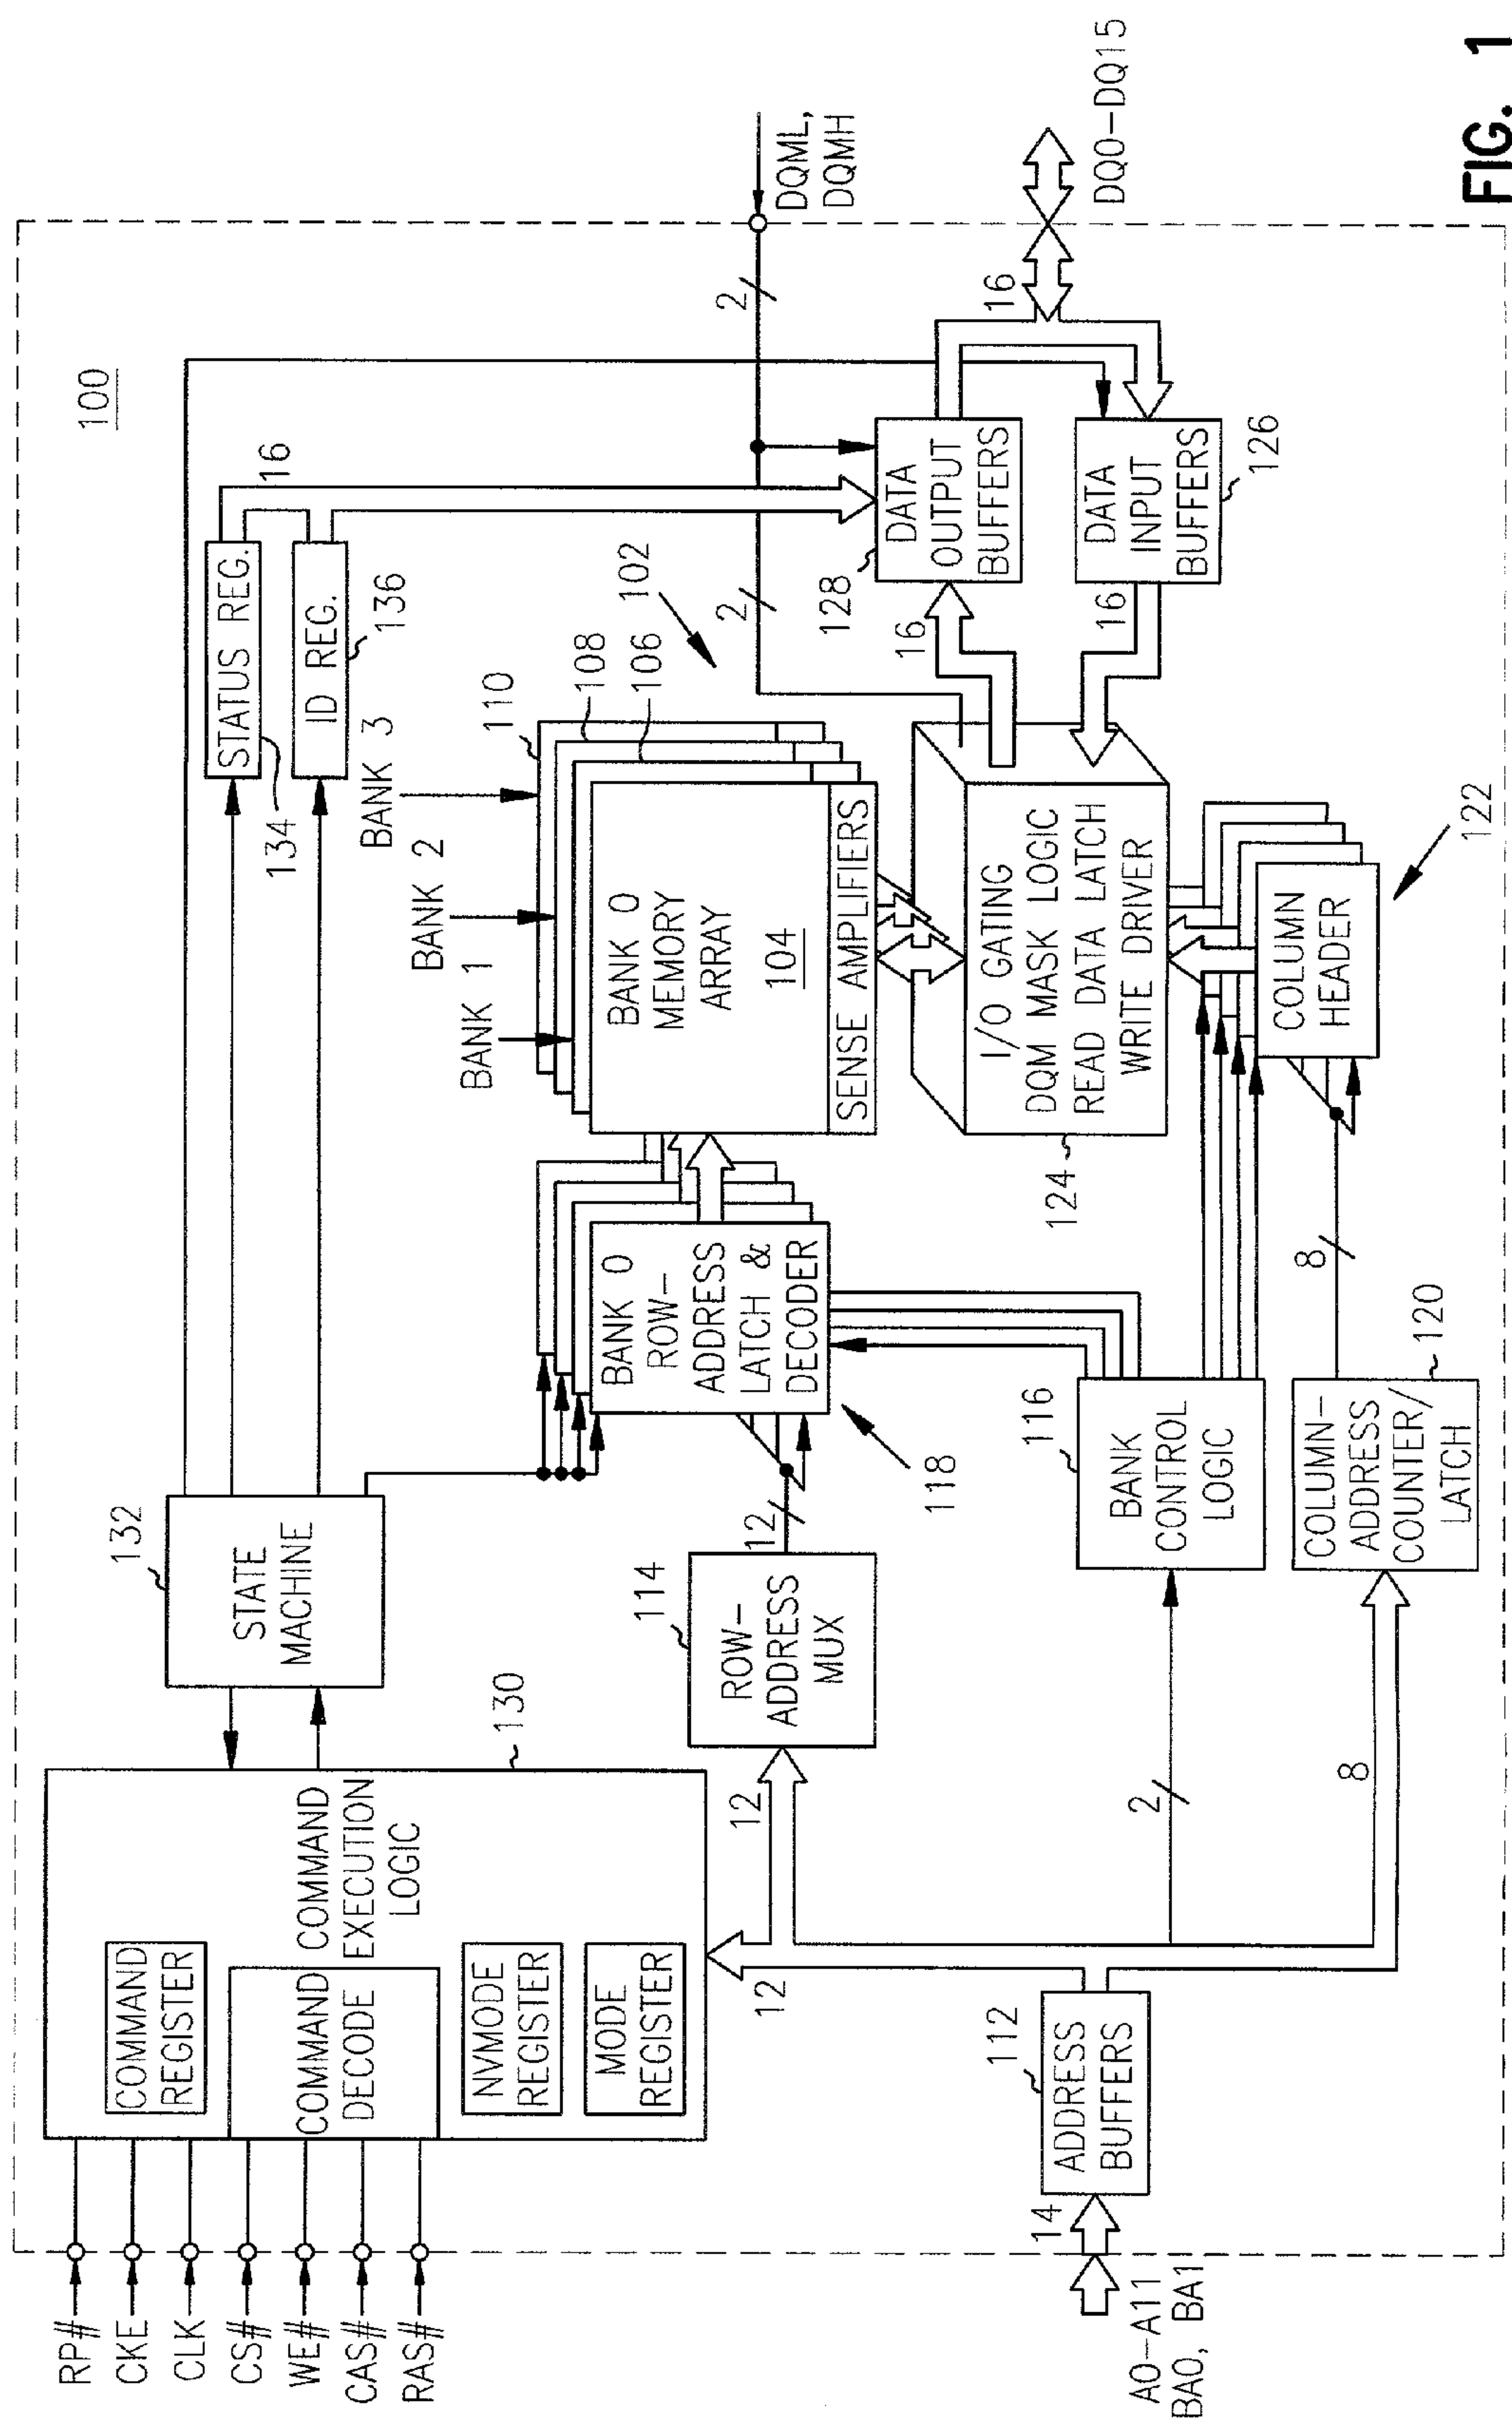 100
RP#
CKE
CLK
CS#
WE#
CAS#
RAS#
COMMAND
REGISTER
COMMAND
DECODE
COMMAND
EXECUTION
LOGIC
NVMODE
REGISTER
MODE
REGISTER
130
132
STATE
MACHINE
STATUS REG.
134
ID REG.
136
16
BANK 3
BANK 2
BANK 1
110
108
106
102
BANK 0
MEMORY
ARRAY
104
SENSE AMPLIFIERS
BANK 0
ROW-
ADDRESS
LATCH &
DECODER
118
12
114
ROW-
ADDRESS
MUX
12
12
2
2
DQML,
DQMH
128
DATA
OUTPUT
BUFFERS
DATA
INPUT
BUFFERS
126
16
16
16
DQ0-DQ15
I/O GATING
DQM MASK LOGIC
READ DATA LATCH
WRITE DRIVER
124
COLUMN
HEADER
122
116
BANK
CONTROL
LOGIC
2
COLUMN-
ADDRESS
COUNTER/
LATCH
120
8
8
112
ADDRESS
BUFFERS
14
A0-A11
BA0, BA1
FIG. 1